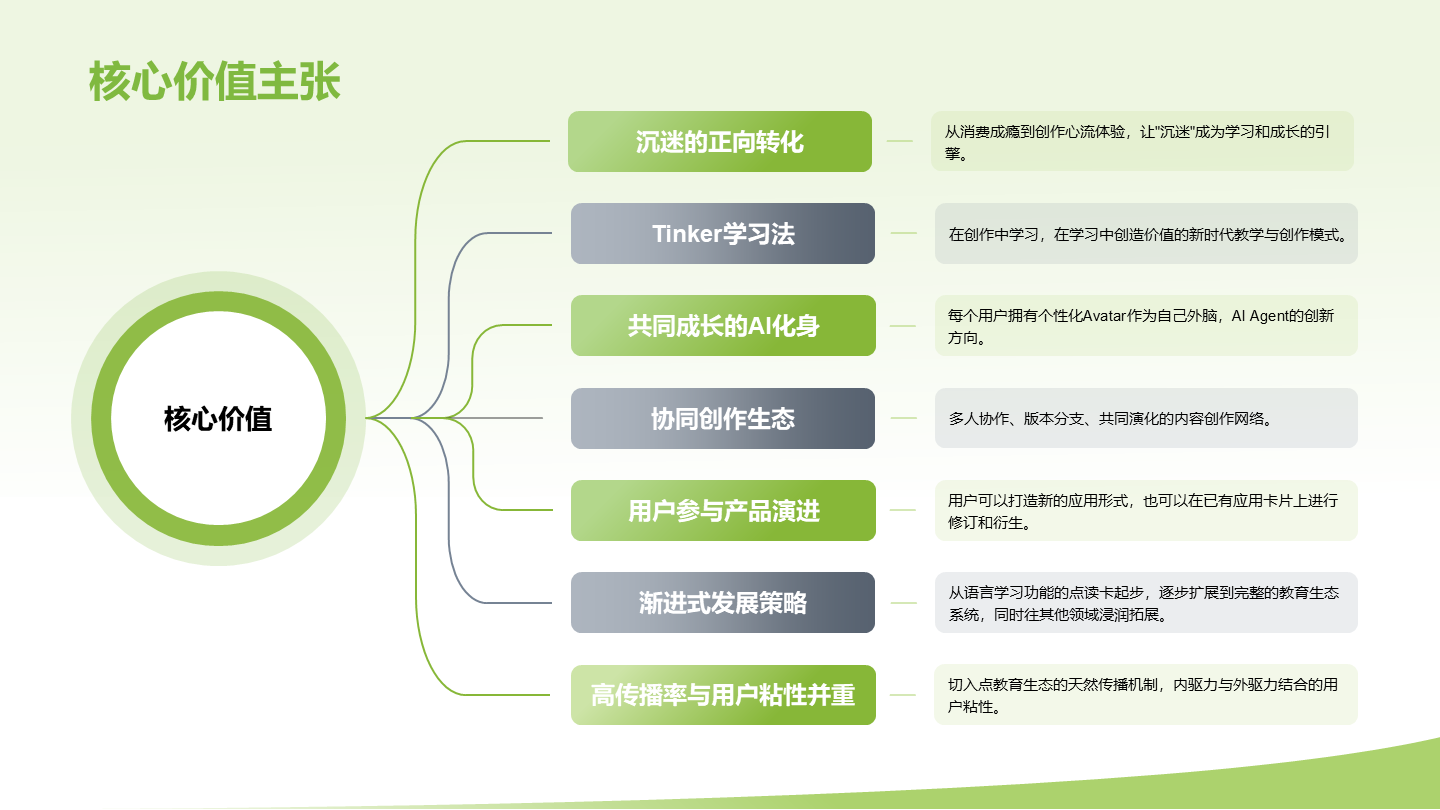 核心价值主张
沉迷的正向转化
从消费成瘾到创作心流体验，让"沉迷"成为学习和成长的引
擎。
Tinker学习法
在创作中学习，在学习中创造价值的新时代教学与创作模式。
共同成长的AI化身
每个用户拥有个性化Avatar作为自己外脑，AI Agent的创新
方向。
核心价值
协同创作生态
多人协作、版本分支、共同演化的内容创作网络。
用户参与产品演进
用户可以打造新的应用形式，也可以在已有应用卡片上进行
修订和衍生。
渐进式发展策略
从语言学习功能的点读卡起步，逐步扩展到完整的教育生态
系统，同时往其他领域浸润拓展。
高传播率与用户粘性并重
切入点教育生态的天然传播机制，内驱力与外驱力结合的用
户粘性。